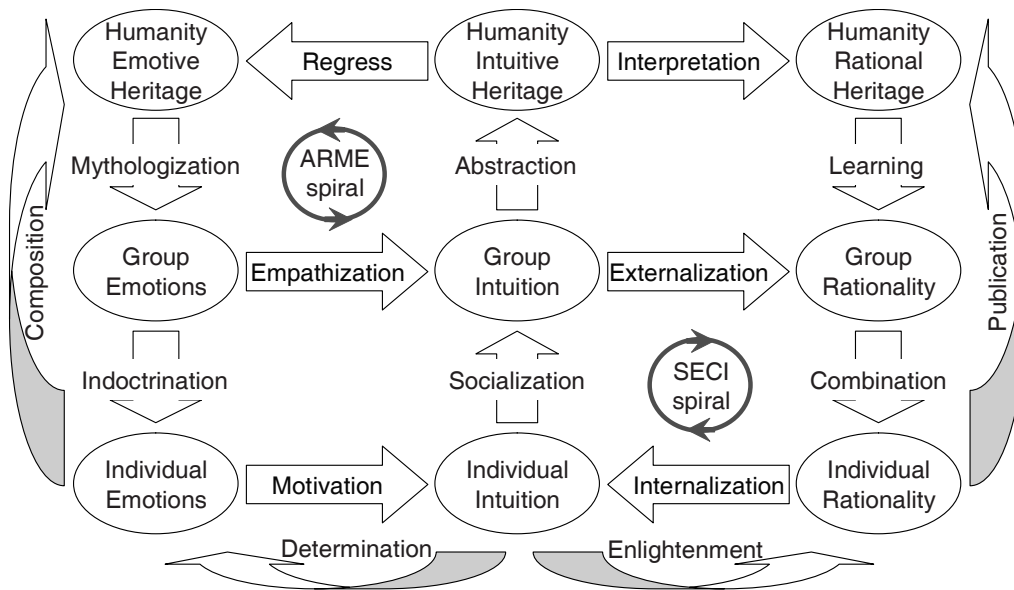 Humanity
Emotive
Heritage
Regress
Humanity
Intuitive
Heritage
Interpretation
Humanity
Rational
Heritage
Mythologization
ARME
spiral
Abstraction
Learning
Composition
Group
Emotions
Empathization
Group
Intuition
Externalization
Group
Rationality
Publication
Indoctrination
Socialization
SECI
spiral
Combination
Individual
Emotions
Motivation
Individual
Intuition
Internalization
Individual
Rationality
Determination
Enlightenment